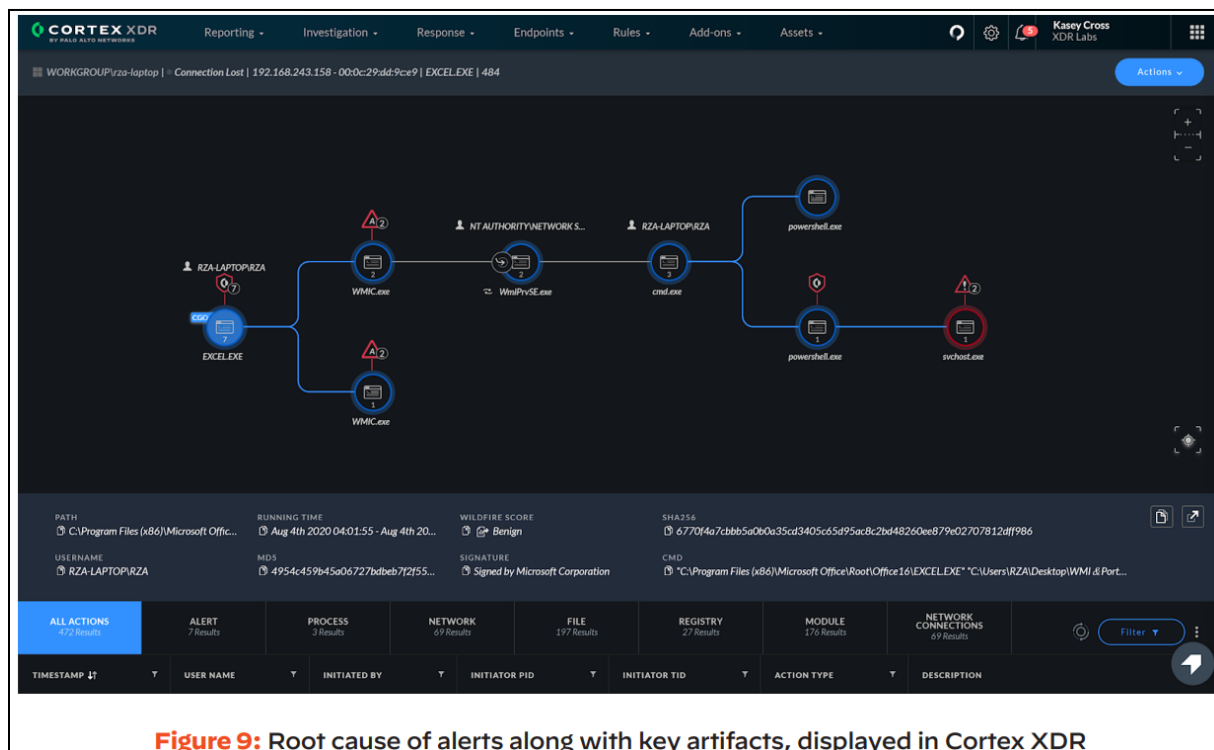 CORTEX XDR
BY PALO ALTO NETWORKS
Reporting
Investigation
Response
Endpoints
Rules
Add-ons
Assets
5
Kasey Cross
XDR Labs
WORKGROUP\rza-laptop | Connection Lost | 192.168.243.158 - 00:0c:29:dd:9c:e9 | EXCEL.EXE | 484
Actions
A 2
NT AUTHORITY\NETWORK S...
RZA-LAPTOP\RZA
powershell.exe
RZA-LAPTOP\RZA
7
2
WMIC.exe
2
WmiPrvSE.exe
3
cmd.exe
CGO
7
EXCEL.EXE
A 2
1
WMIC.exe
1
powershell.exe
2
1
svchost.exe
PATH
C:\Program Files (x86)\Microsoft Offic...
RUNNING TIME
Aug 4th 2020 04:01:55 - Aug 4th 20...
WILDFIRE SCORE
Benign
SHA256
6770f4a7cbbb5a0b0a35cd3405c65d95ac8c2bd48260ee879e02707812dff986
USERNAME
RZA-LAPTOP\RZA
MD5
4954c459b45a06727bdbeb7f2f55...
SIGNATURE
Signed by Microsoft Corporation
CMD
"C:\Program Files (x86)\Microsoft Office\Root\Office16\EXCEL.EXE" "C:\Users\RZA\Desktop\WMI & Port...
ALL ACTIONS
472 Results
ALERT
7 Results
PROCESS
3 Results
NETWORK
69 Results
FILE
197 Results
REGISTRY
27 Results
MODULE
176 Results
NETWORK
CONNECTIONS
69 Results
Filter
TIMESTAMP
USER NAME
INITIATED BY
INITIATOR PID
INITIATOR TID
ACTION TYPE
DESCRIPTION
Figure 9: Root cause of alerts along with key artifacts, displayed in Cortex XDR